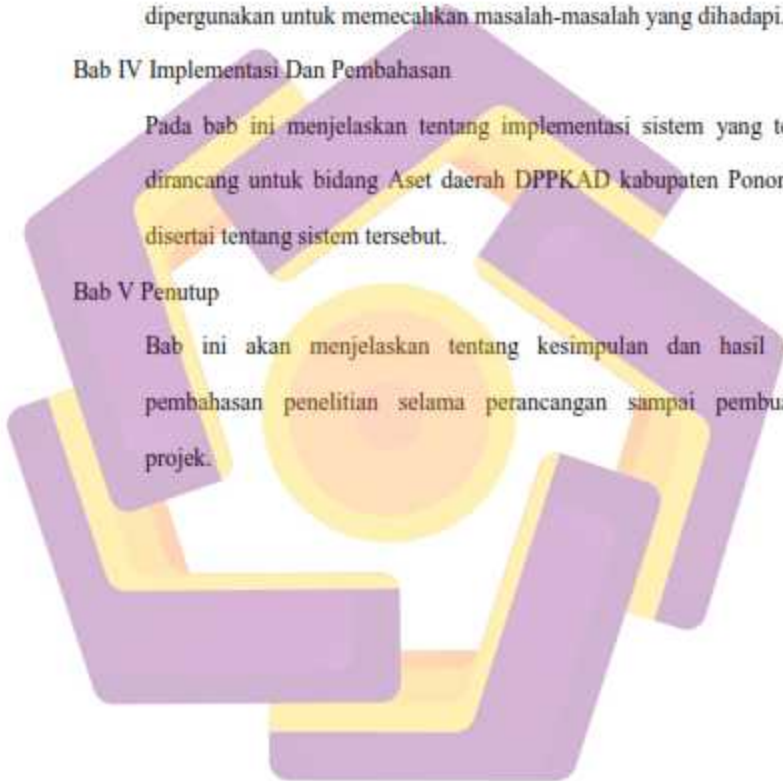 dipergunakan untuk memecahkan masalah-masalah yang dihadapi.
Bab IV Implementasi Dan Pembahasan
Pada bab ini menjelaskan tentang implementasi sistem yang
dirancang untuk bidang Aset daerah DPPKAD kabupaten
disertai tentang sistem tersebut.
Bab V Penutup
Bab ini akan menjelaskan tentang kesimpulan dan hasil
pembahasan penelitian selama perancangan sampai
projek.